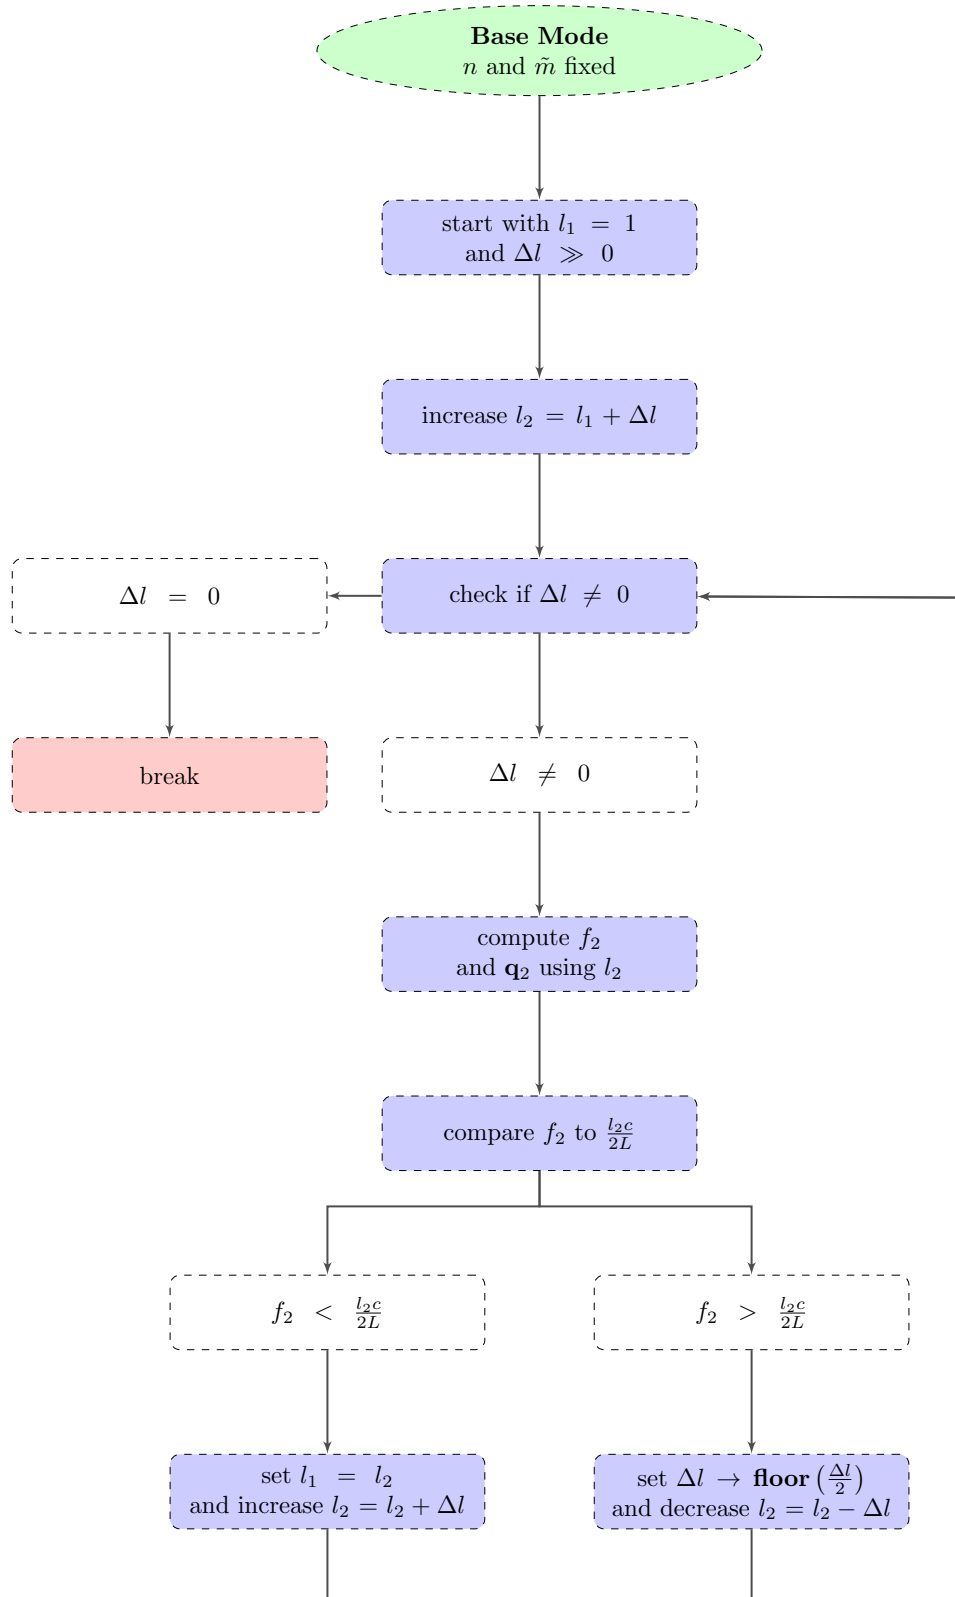 Base Mode
n and m̃ fixed
start with l₁ = 1
and Δl ≫ 0
increase l₂ = l₁ + Δl
Δl = 0
check if Δl ≠ 0
break
Δl ≠ 0
compute f₂
and q₂ using l₂
compare f₂ to l₂c/2L
f₂ < l₂c/2L
f₂ > l₂c/2L
set l₁ = l₂
and increase l₂ = l₂ + Δl
set Δl → floor(Δl/2)
and decrease l₂ = l₂ − Δl